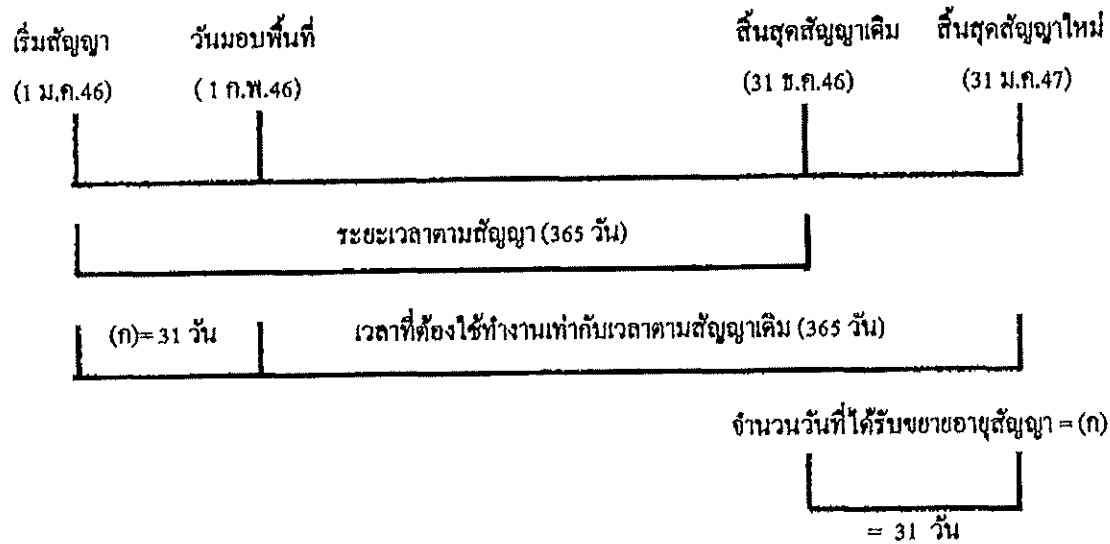 เริ่มสัญญา วันมอบพื้นที่ สิ้นสุดสัญญาเดิม สิ้นสุดสัญญาใหม่
(1 ม.ค.46) ( 1 ก.พ.46) (31 ธ.ค.46) (31 ม.ค.47)
ระยะเวลาตามสัญญา (365 วัน)
(ก)= 31 วัน เวลาที่ต้องใช้ทำงานเท่ากับเวลาตามสัญญาเดิม (365 วัน)
จำนวนวันที่ได้รับขยายอายุสัญญา = (ก)
= 31 วัน